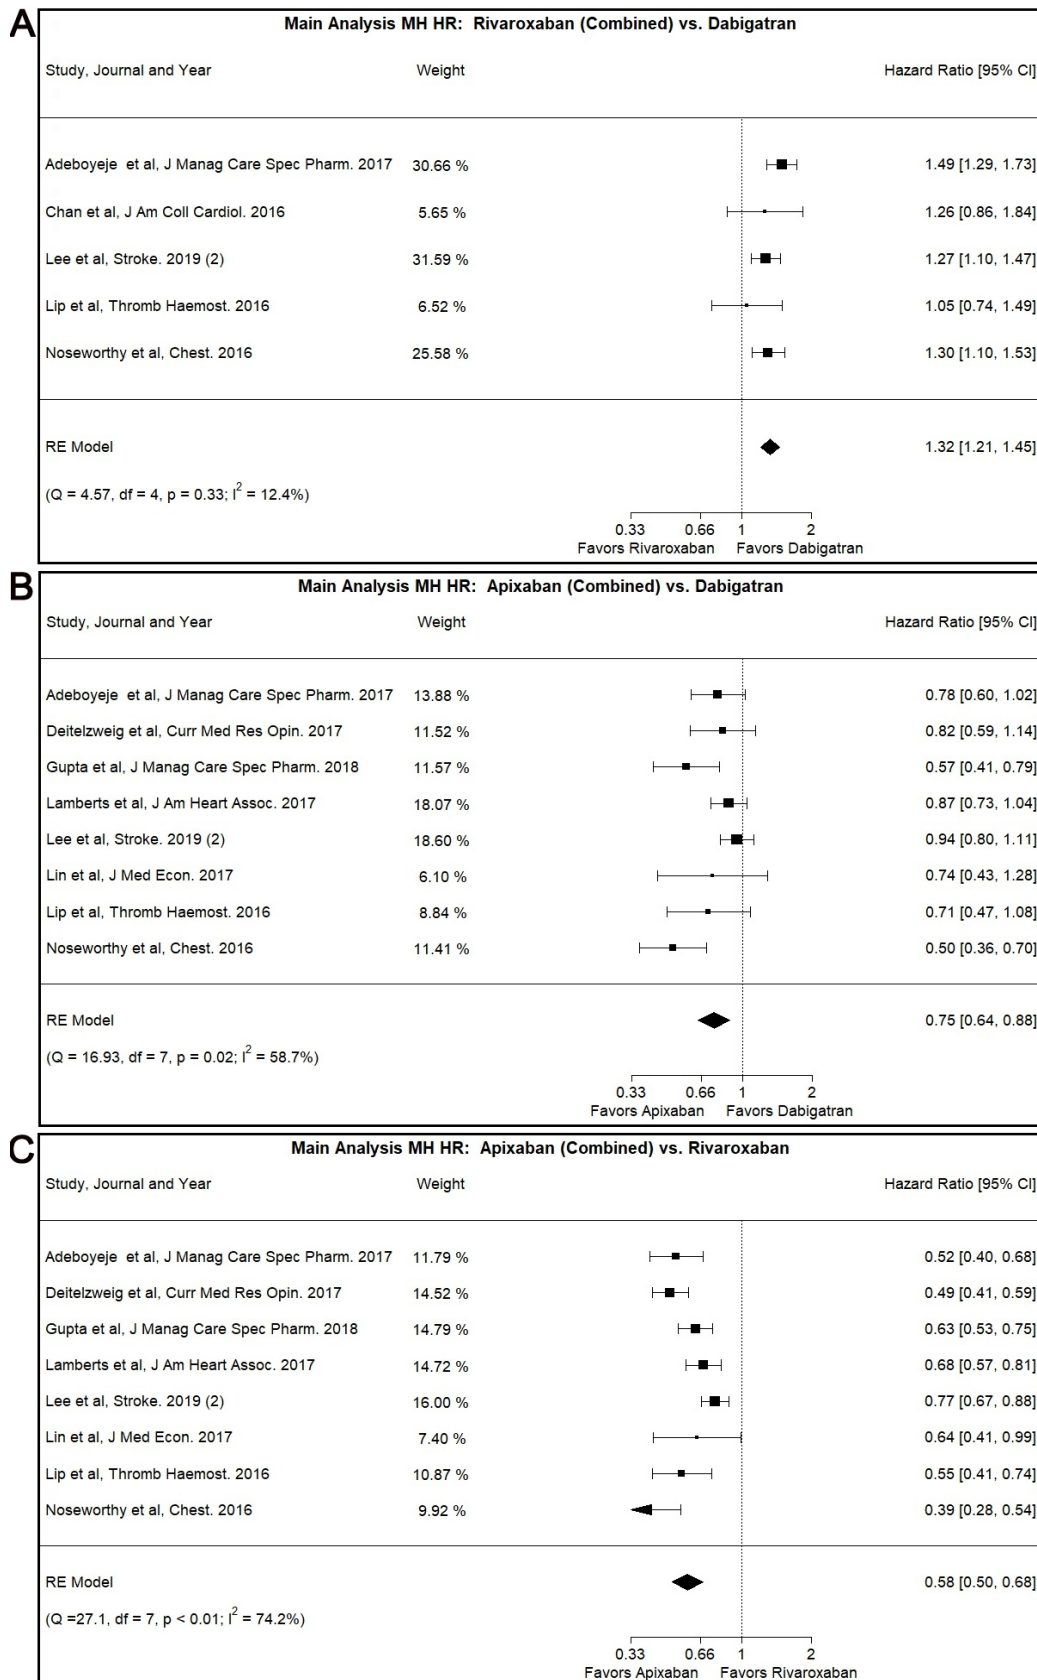 A
Main Analysis MH HR: Rivaroxaban (Combined) vs. Dabigatran
Study, Journal and Year Weight Hazard Ratio [95% CI]
Adeboyeje et al, J Manag Care Spec Pharm. 2017 30.66 % 1.49 [1.29, 1.73]
Chan et al, J Am Coll Cardiol. 2016 5.65 % 1.26 [0.86, 1.84]
Lee et al, Stroke. 2019 (2) 31.59 % 1.27 [1.10, 1.47]
Lip et al, Thromb Haemost. 2016 6.52 % 1.05 [0.74, 1.49]
Noseworthy et al, Chest. 2016 25.58 % 1.30 [1.10, 1.53]
RE Model 1.32 [1.21, 1.45]
(Q = 4.57, df = 4, p = 0.33; I² = 12.4%)
0.33 0.66 1 2
Favors Rivaroxaban Favors Dabigatran
B
Main Analysis MH HR: Apixaban (Combined) vs. Dabigatran
Study, Journal and Year Weight Hazard Ratio [95% CI]
Adeboyeje et al, J Manag Care Spec Pharm. 2017 13.88 % 0.78 [0.60, 1.02]
Deitelzweig et al, Curr Med Res Opin. 2017 11.52 % 0.82 [0.59, 1.14]
Gupta et al, J Manag Care Spec Pharm. 2018 11.57 % 0.57 [0.41, 0.79]
Lamberts et al, J Am Heart Assoc. 2017 18.07 % 0.87 [0.73, 1.04]
Lee et al, Stroke. 2019 (2) 18.60 % 0.94 [0.80, 1.11]
Lin et al, J Med Econ. 2017 6.10 % 0.74 [0.43, 1.28]
Lip et al, Thromb Haemost. 2016 8.84 % 0.71 [0.47, 1.08]
Noseworthy et al, Chest. 2016 11.41 % 0.50 [0.36, 0.70]
RE Model 0.75 [0.64, 0.88]
(Q = 16.93, df = 7, p = 0.02; I² = 58.7%)
0.33 0.66 1 2
Favors Apixaban Favors Dabigatran
C
Main Analysis MH HR: Apixaban (Combined) vs. Rivaroxaban
Study, Journal and Year Weight Hazard Ratio [95% CI]
Adeboyeje et al, J Manag Care Spec Pharm. 2017 11.79 % 0.52 [0.40, 0.68]
Deitelzweig et al, Curr Med Res Opin. 2017 14.52 % 0.49 [0.41, 0.59]
Gupta et al, J Manag Care Spec Pharm. 2018 14.79 % 0.63 [0.53, 0.75]
Lamberts et al, J Am Heart Assoc. 2017 14.72 % 0.68 [0.57, 0.81]
Lee et al, Stroke. 2019 (2) 16.00 % 0.77 [0.67, 0.88]
Lin et al, J Med Econ. 2017 7.40 % 0.64 [0.41, 0.99]
Lip et al, Thromb Haemost. 2016 10.87 % 0.55 [0.41, 0.74]
Noseworthy et al, Chest. 2016 9.92 % 0.39 [0.28, 0.54]
RE Model 0.58 [0.50, 0.68]
(Q =27.1, df = 7, p < 0.01; I² = 74.2%)
0.33 0.66 1 2
Favors Apixaban Favors Rivaroxaban